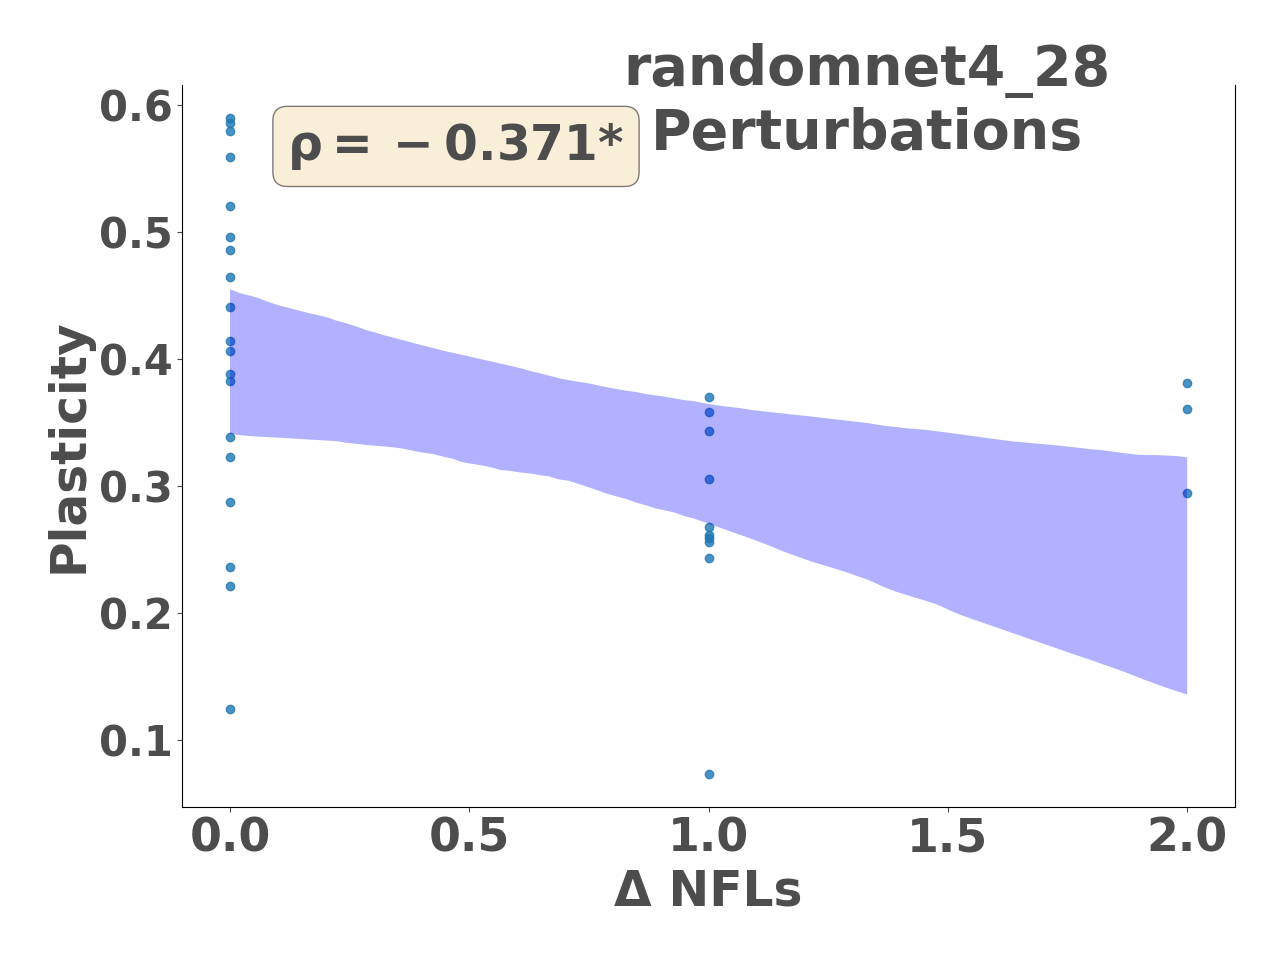 randomnet4_28
Perturbations
ρ = − 0.371*
0.6
0.5
0.4
0.3
0.2
0.1
Plasticity
0.0 0.5 1.0 1.5 2.0
Δ NFLs